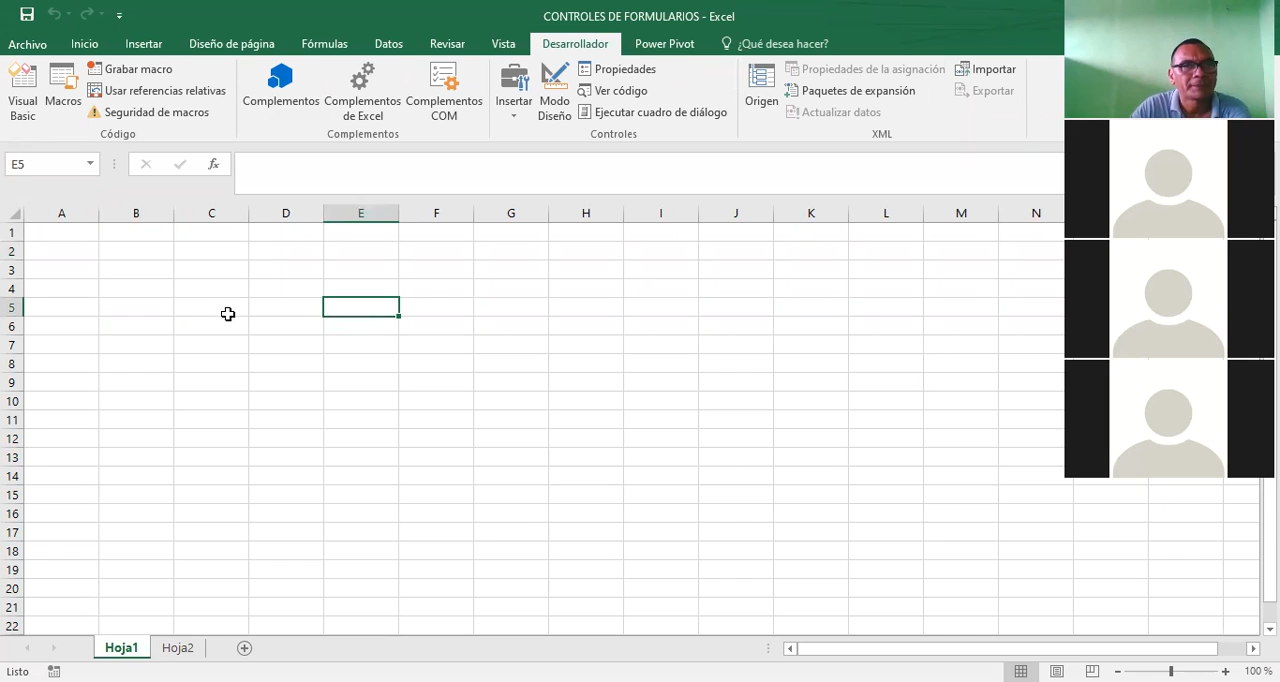 CONTROLES DE FORMULARIOS - Excel
Archivo Inicio Insertar Diseño de página Fórmulas Datos Revisar Vista Desarrollador Power Pivot ¿Qué desea hacer?
Visual Basic
Macros
Grabar macro
Usar referencias relativas
Seguridad de macros
Código
Complementos
Complementos de Excel
Complementos COM
Complementos
Insertar
Modo Diseño
Propiedades
Ver código
Ejecutar cuadro de diálogo
Controles
Origen
Propiedades de la asignación
Paquetes de expansión
Actualizar datos
Importar
Exportar
XML
E5 fx
A B C D E F G H I J K L M N
1
2
3
4
5
6
7
8
9
10
11
12
13
14
15
16
17
18
19
20
21
22
Hoja1 Hoja2
Listo 100 %